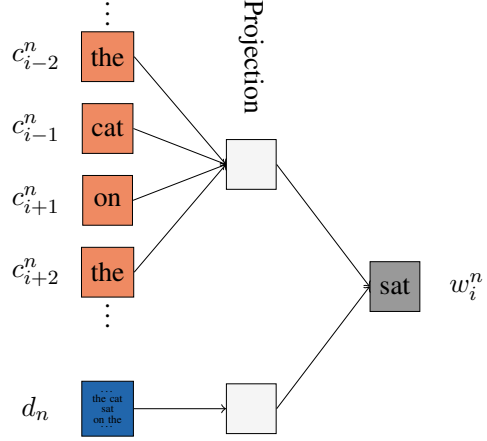 ⋮
Projection
c^n_{i−2} the
c^n_{i−1} cat
c^n_{i+1} on
c^n_{i+2} the
⋮
sat w^n_i
d_n
...
the cat
sat
on the
...